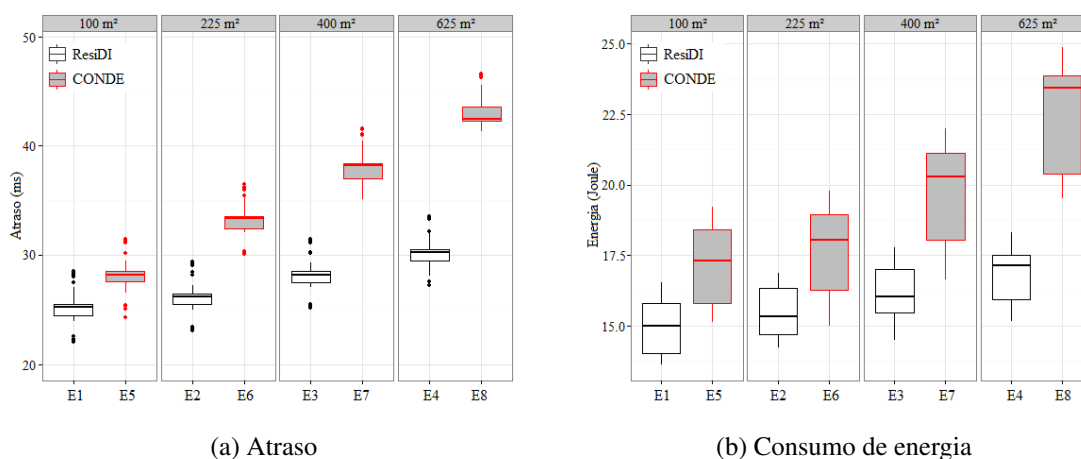 100 m² 225 m² 400 m² 625 m²
50
ResiDI
CONDE
40
Atraso (ms)
30
20
E1 E5 E2 E6 E3 E7 E4 E8
(a) Atraso
100 m² 225 m² 400 m² 625 m²
25.0
ResiDI
CONDE
22.5
Energia (Joule)
20.0
17.5
15.0
E1 E5 E2 E6 E3 E7 E4 E8
(b) Consumo de energia